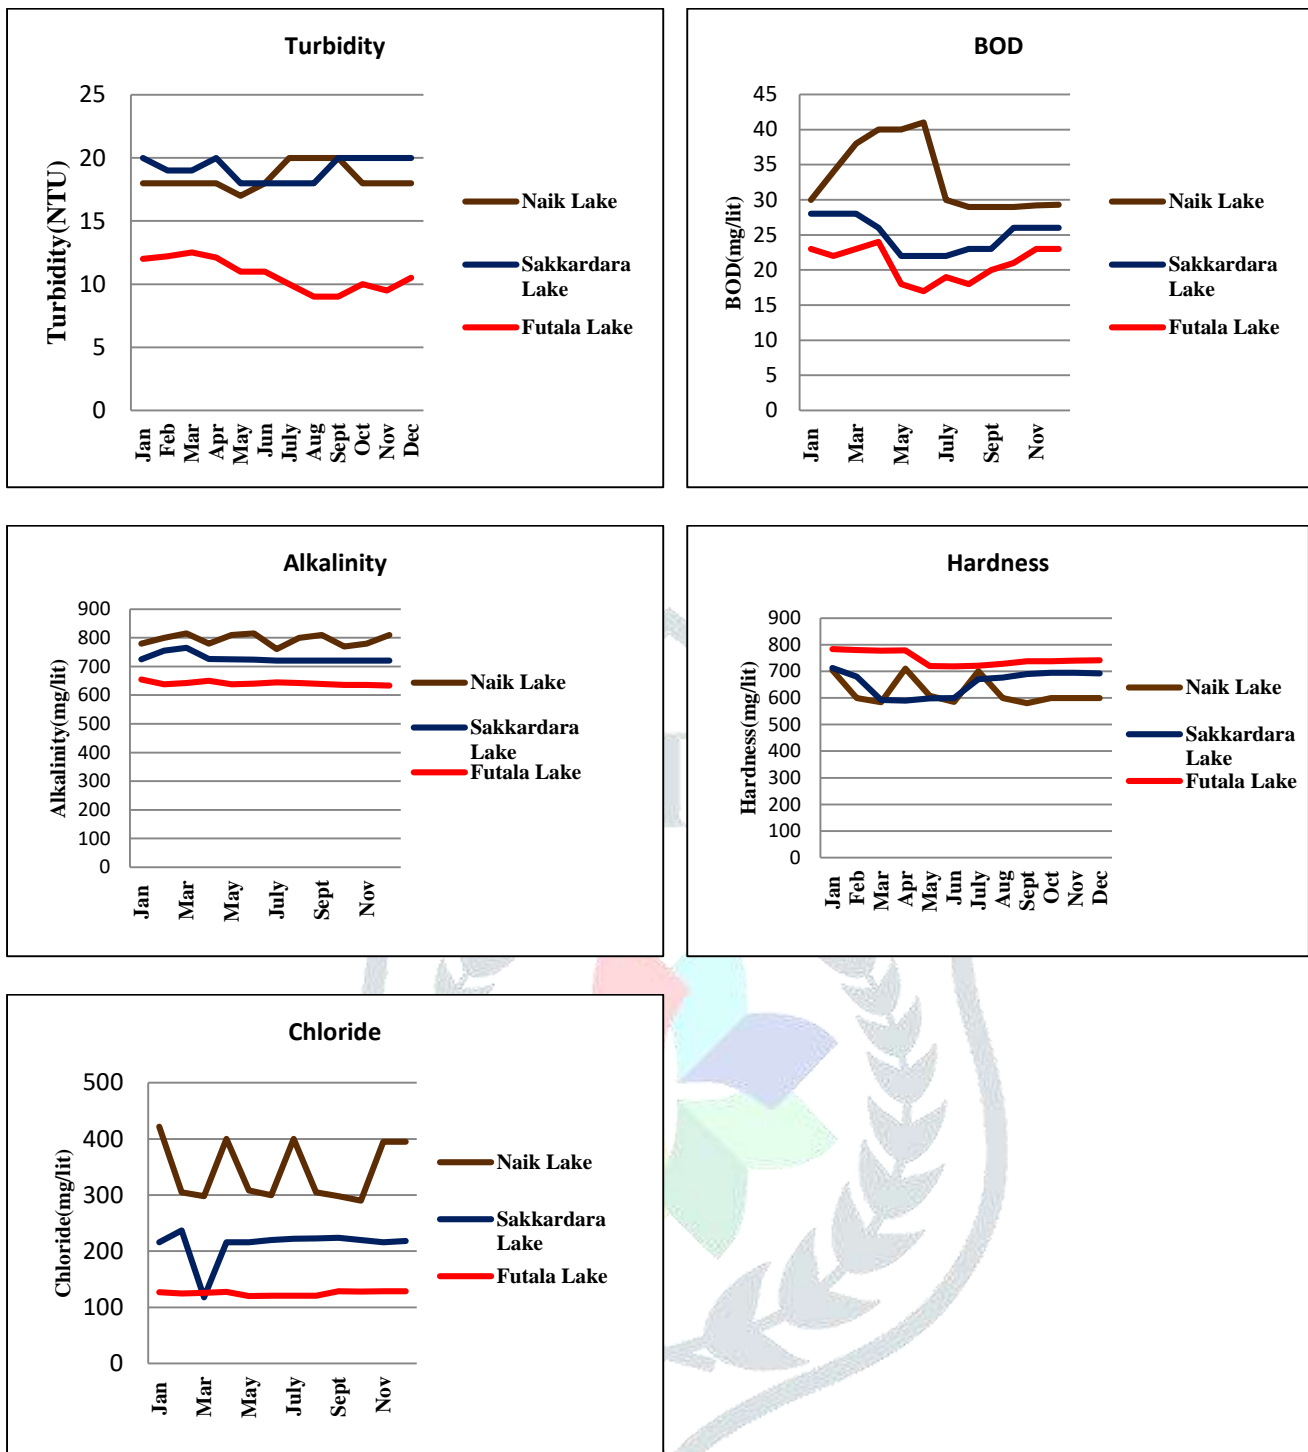 Turbidity
Turbidity(NTU)
25
20
15
10
5
0
Jan
Feb
Mar
Apr
May
Jun
July
Aug
Sept
Oct
Nov
Dec
Naik Lake
Sakkardara
Lake
Futala Lake
BOD
BOD(mg/lit)
45
40
35
30
25
20
15
10
5
0
Jan
Mar
May
July
Sept
Nov
Naik Lake
Sakkardara
Lake
Futala Lake
Alkalinity
Alkalinity(mg/lit)
900
800
700
600
500
400
300
200
100
0
Jan
Mar
May
July
Sept
Nov
Naik Lake
Sakkardara
Lake
Futala Lake
Hardness
Hardness(mg/lit)
900
800
700
600
500
400
300
200
100
0
Jan
Feb
Mar
Apr
May
Jun
July
Aug
Sept
Oct
Nov
Dec
Naik Lake
Sakkardara
Lake
Futala Lake
Chloride
Chloride(mg/lit)
500
400
300
200
100
0
Jan
Mar
May
July
Sept
Nov
Naik Lake
Sakkardara
Lake
Futala Lake